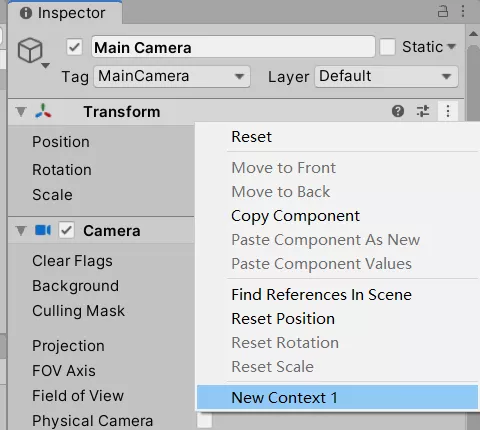 Inspector
Main Camera
Static
Tag MainCamera Layer Default
Transform
Position
Rotation
Scale
Camera
Clear Flags
Background
Culling Mask
Projection
FOV Axis
Field of View
Physical Camera
Reset
Move to Front
Move to Back
Copy Component
Paste Component As New
Paste Component Values
Find References In Scene
Reset Position
Reset Rotation
Reset Scale
New Context 1